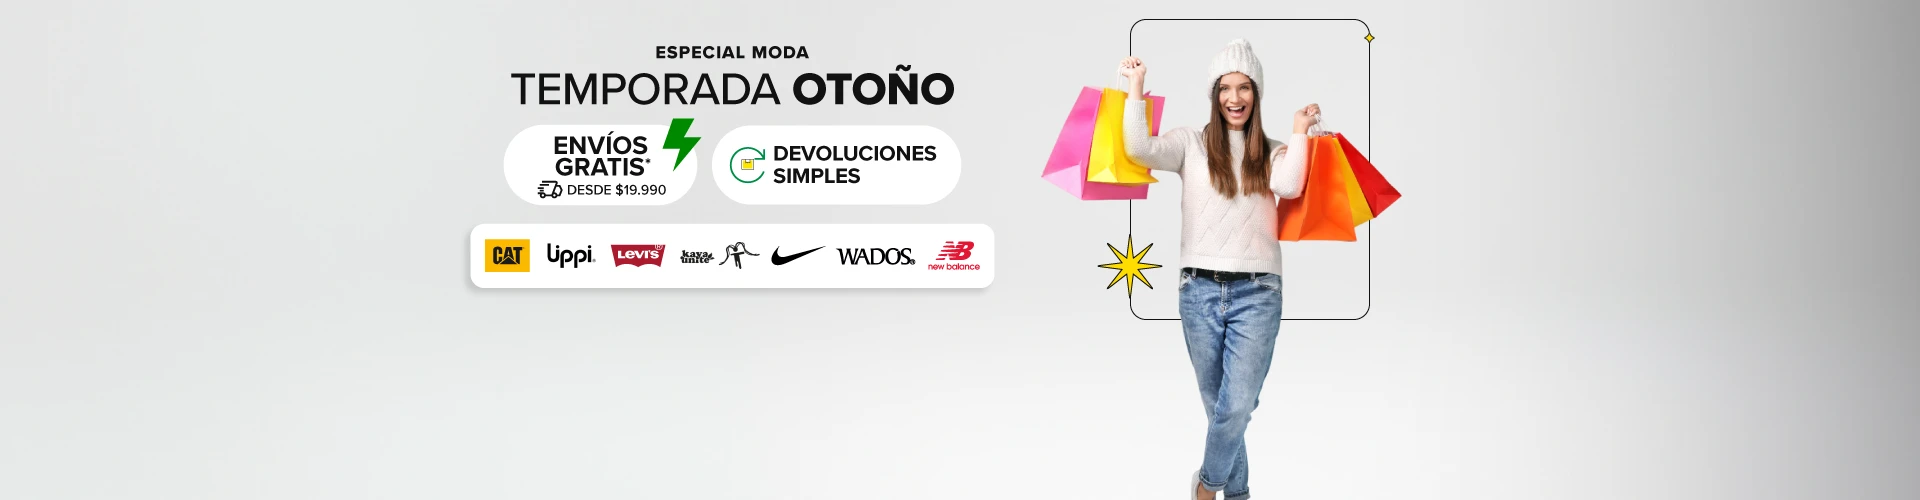 ESPECIAL MODA
TEMPORADA OTOÑO
ENVÍOS
GRATIS*
DESDE $19.990
DEVOLUCIONES
SIMPLES
CAT
Lippi®
LEVI'S®
kaya
unite
WADOS®
NB
new balance